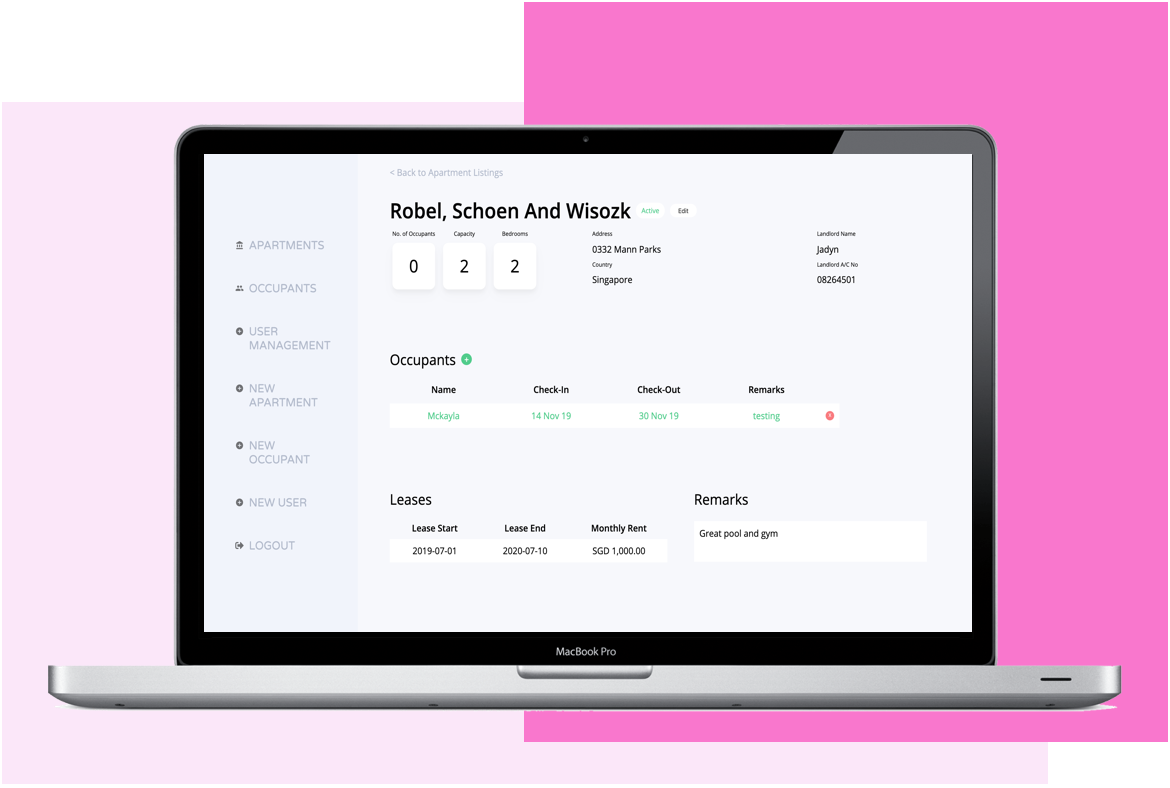 < Back to Apartment Listings
Robel, Schoen And Wisozk Active Edit
No. of Occupants Capacity Bedrooms Address Landlord Name
0 2 2 0332 Mann Parks Jadyn
Country Landlord A/C No
Singapore 08264501
APARTMENTS
OCCUPANTS
USER
MANAGEMENT
NEW
APARTMENT
NEW
OCCUPANT
NEW USER
LOGOUT
Occupants
Name Check-In Check-Out Remarks
Mckayla 14 Nov 19 30 Nov 19 testing
Leases
Lease Start Lease End Monthly Rent
2019-07-01 2020-07-10 SGD 1,000.00
Remarks
Great pool and gym
MacBook Pro